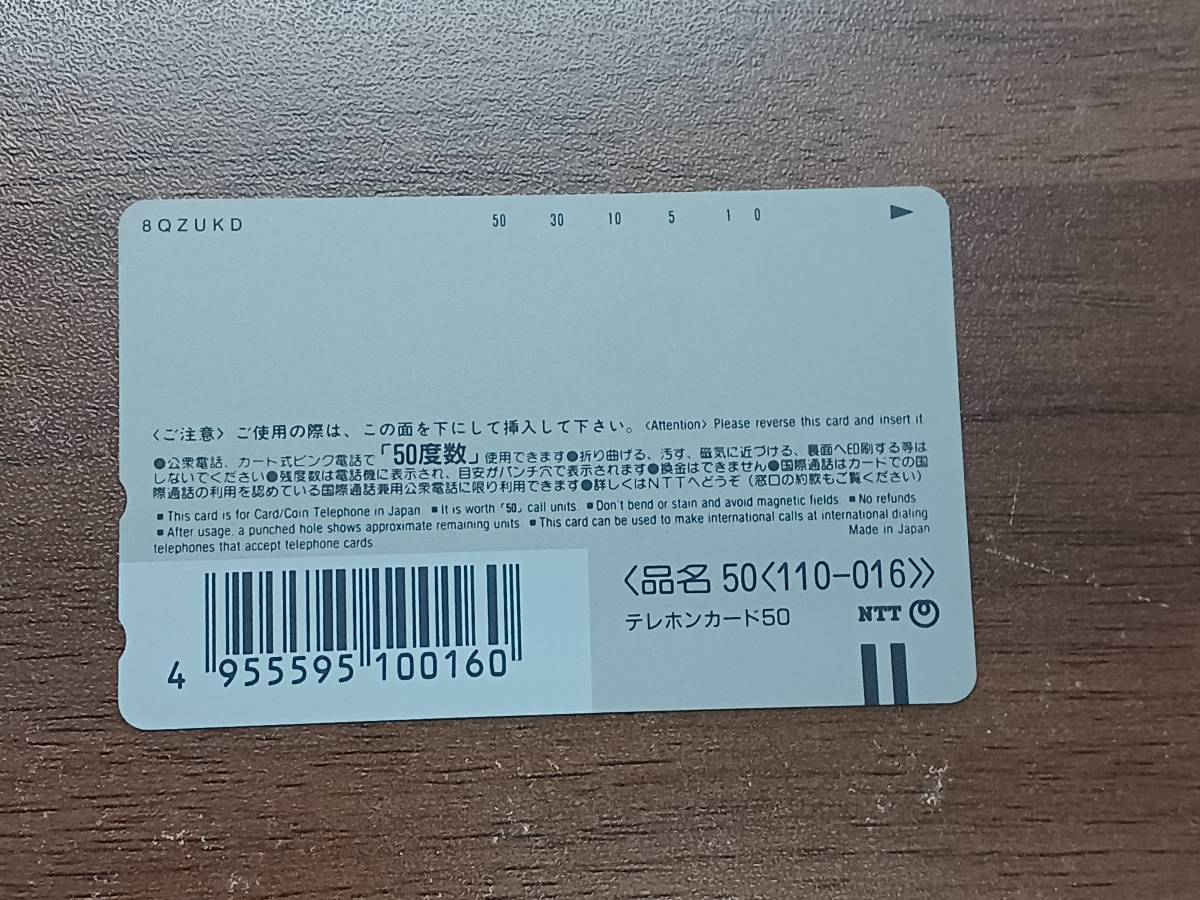 8QZUKD 50 30 10 5 1 0
〈ご注意〉ご使用の際は、この面を下にして挿入して下さい。〈Attention〉Please reverse this card and insert it
●公衆電話、カード式ピンク電話で「50度数」使用できます●折り曲げる、汚す、磁気に近づける、裏面へ印刷する等は
しないでください●残度数は電話機に表示され、目安がパンチ穴で表示されます●換金はできません●国際通話はカードでの国
際通話の利用を認めている国際通話兼用公衆電話に限り利用できます●詳しくはNTTへどうぞ（窓口の約款もご覧ください）
■ This card is for Card/Coin Telephone in Japan ■ It is worth「50」call units. ■ Don't bend or stain and avoid magnetic fields ■ No refunds
■ After usage, a punched hole shows approximate remaining units ■ This card can be used to make international calls at international dialing
telephones that accept telephone cards
Made in Japan
〈品名 50〈110-016〉〉
テレホンカード50 NTT
4 955595 100160